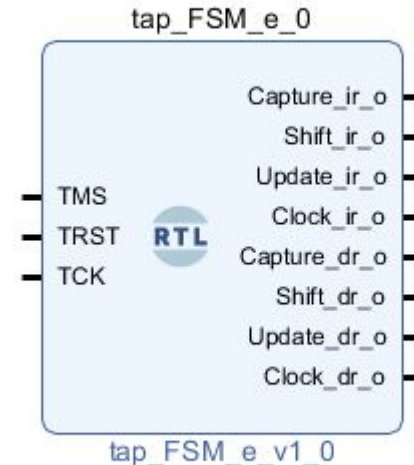 tap_FSM_e_0
Capture_ir_o
Shift_ir_o
Update_ir_o
TMS
Clock_ir_o
TRST
RTL
Capture_dr_o
TCK
Shift_dr_o
Update_dr_o
Clock_dr_o
tap_FSM_e_v1_0